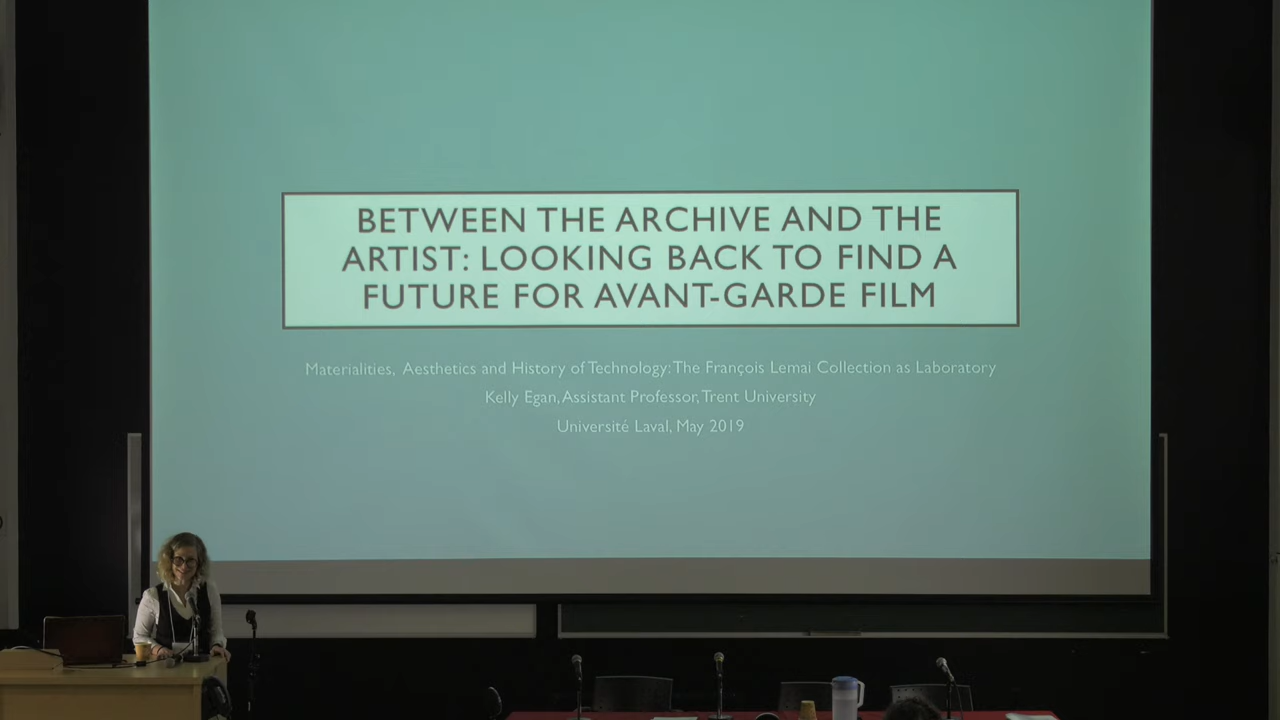 BETWEEN THE ARCHIVE AND THE
ARTIST: LOOKING BACK TO FIND A
FUTURE FOR AVANT-GARDE FILM
Materialities, Aesthetics and History of Technology: The François Lemai Collection as Laboratory
Kelly Egan, Assistant Professor, Trent University
Université Laval, May 2019